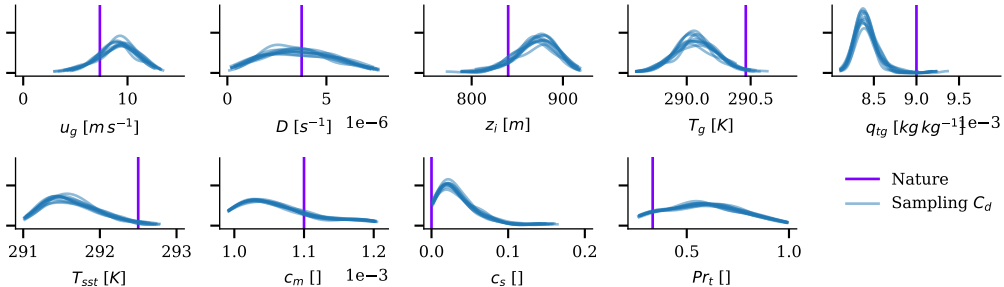 0 10
u_g [m s⁻¹]
0 5
1e−6
D [s⁻¹]
800 900
z_i [m]
290.0 290.5
T_g [K]
8.5 9.0 9.5
1e−3
q_tg [kg kg⁻¹]
291 292 293
T_sst [K]
1.0 1.1 1.2
1e−3
c_m []
0.0 0.1 0.2
c_s []
0.5 1.0
Pr_t []
Nature
Sampling C_d